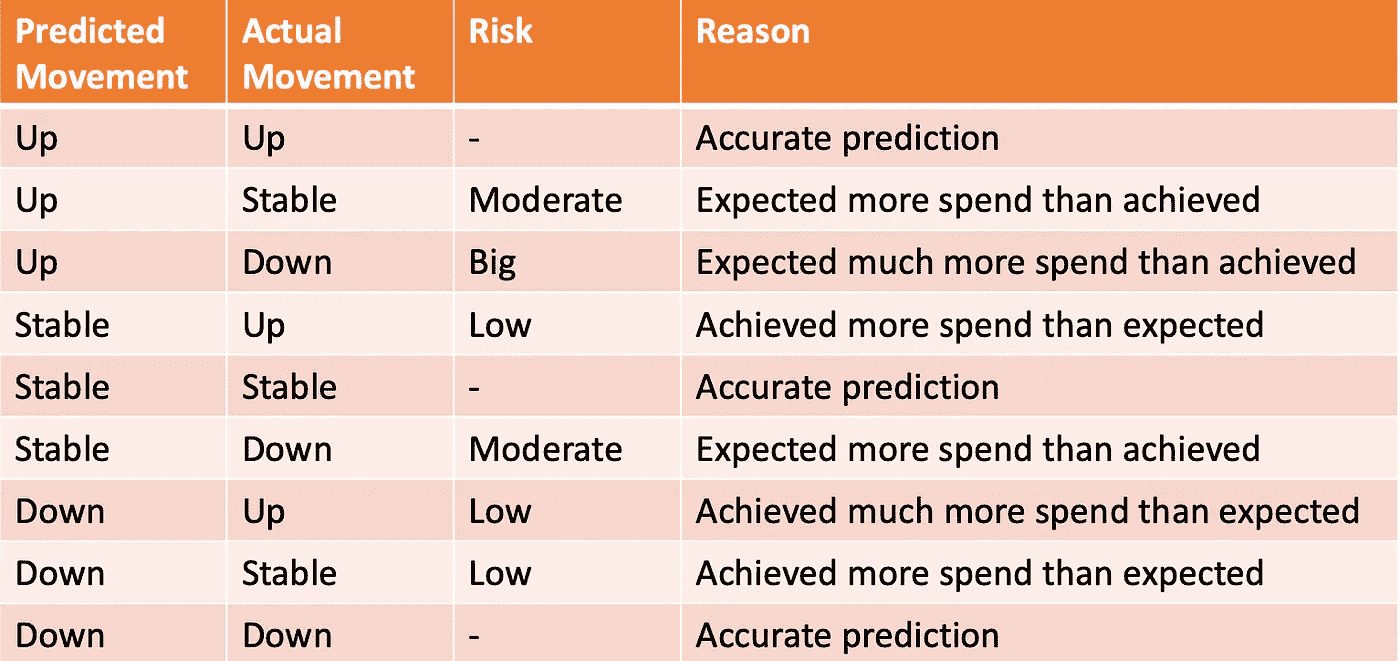 Predicted Movement Actual Movement Risk Reason
Up Up - Accurate prediction
Up Stable Moderate Expected more spend than achieved
Up Down Big Expected much more spend than achieved
Stable Up Low Achieved more spend than expected
Stable Stable - Accurate prediction
Stable Down Moderate Expected more spend than achieved
Down Up Low Achieved much more spend than expected
Down Stable Low Achieved more spend than expected
Down Down - Accurate prediction